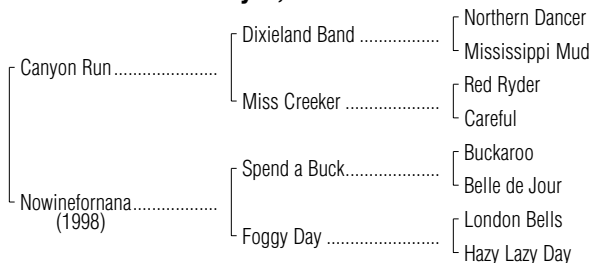 Northern Dancer
Dixieland Band ..................
Mississippi Mud
Canyon Run.......................
Red Ryder
Miss Creeker .....................
Careful
Buckaroo
Spend a Buck.....................
Belle de Jour
Nowinefornana...................
(1998)
London Bells
Foggy Day .........................
Hazy Lazy Day